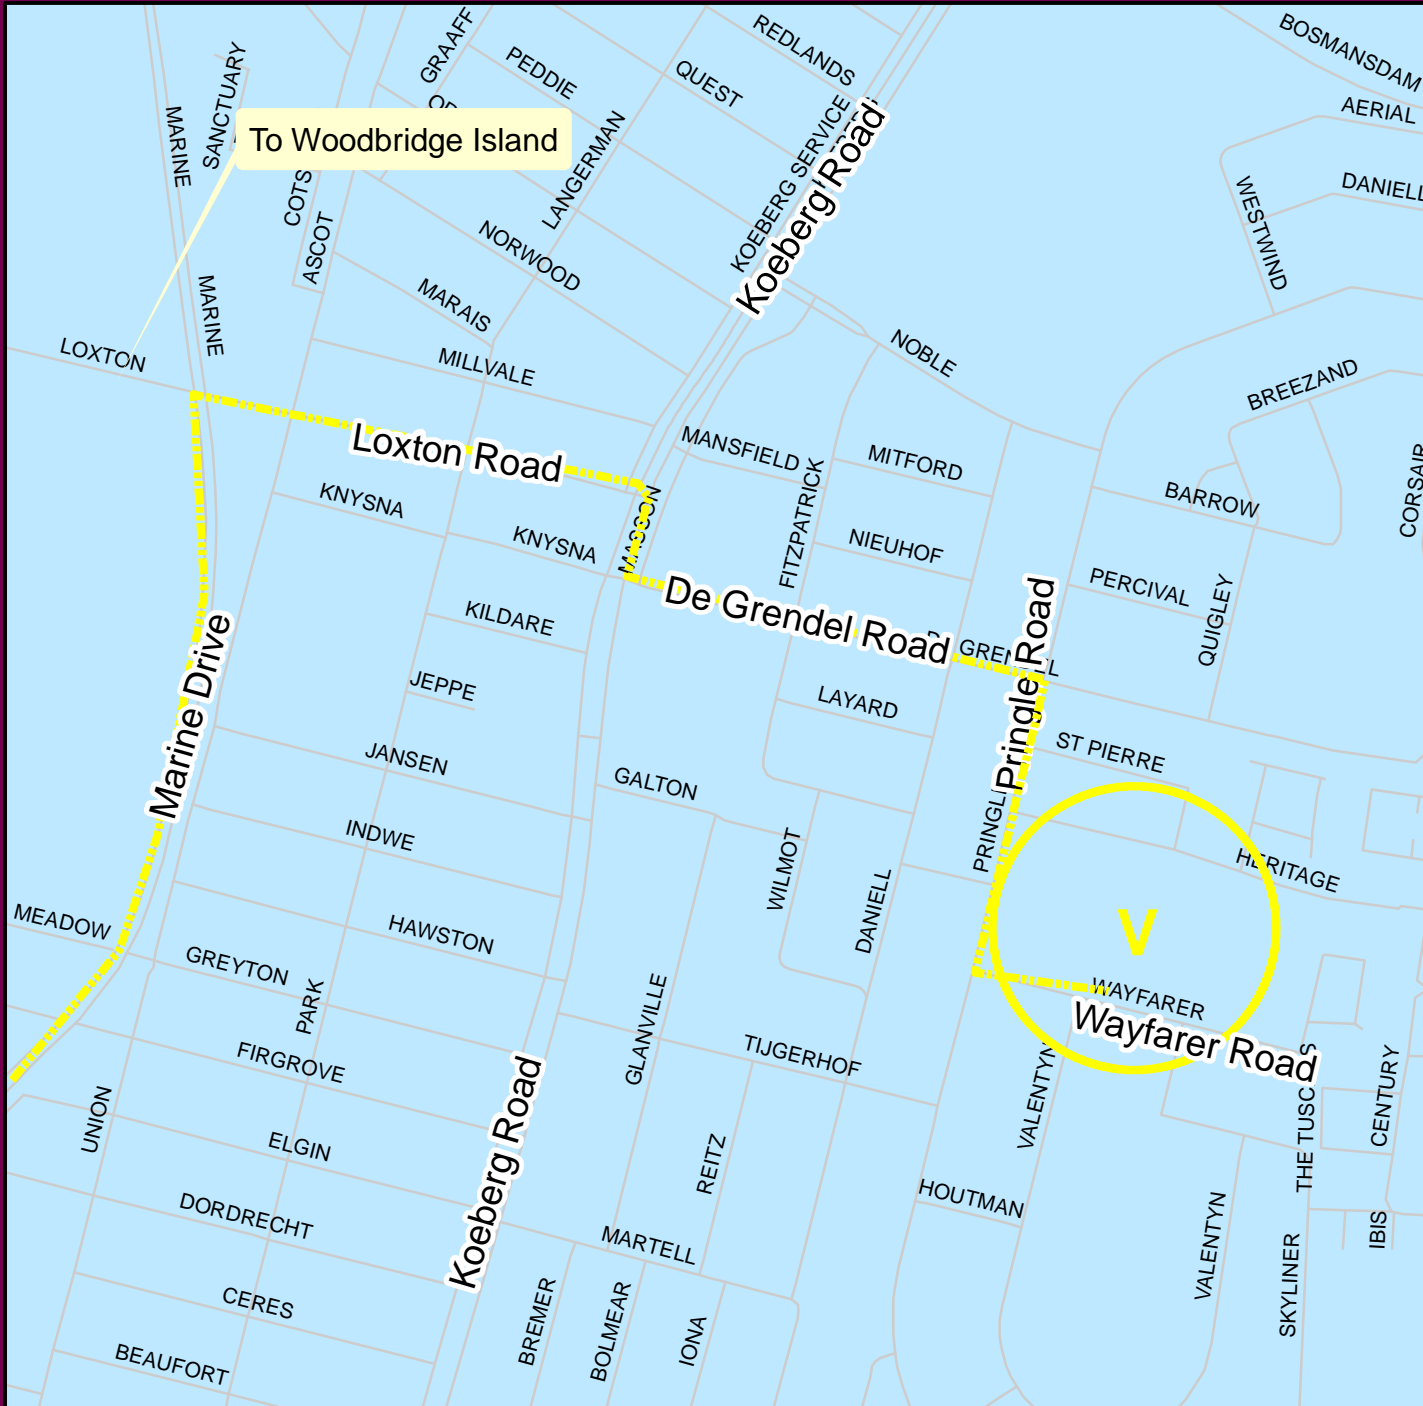 REDLANDS
BOSMANSDAM
GRAAFF
PEDDIE
QUEST
SANCTUARY
MARINE
AERIAL
KOEBERG SERVICE
Koeberg Road
To Woodbridge Island
LANGERMAN
DANIELL
WESTWIND
ASCOT
NORWOOD
MARINE
MARAIS
LOXTON
MILLVALE
NOBLE
BREEZAND
Loxton Road
MANSFIELD
MITFORD
CORSAIR
KNYSNA
BARROW
FITZPATRICK
MASSON
KNYSNA
NIEUHOF
PERCIVAL
De Grendel Road
Pringle Road
KILDARE
QUIGLEY
GRENDEL
JEPPE
LAYARD
Marine Drive
JANSEN
ST PIERRE
GALTON
INDWE
PRINGLE
WILMOT
HERITAGE
MEADOW
HAWSTON
DANIELL
V
GREYTON
PARK
WAYFARER
Wayfarer Road
GLANVILLE
FIRGROVE
TIJGERHOF
VALENTYN
CENTURY
UNION
ELGIN
Koeberg Road
REITZ
THE TUSC
S
HOUTMAN
DORDRECHT
MARTELL
VALENTYN
IBIS
CERES
SKYLINER
BREMER
BOLMEAR
IONA
BEAUFORT